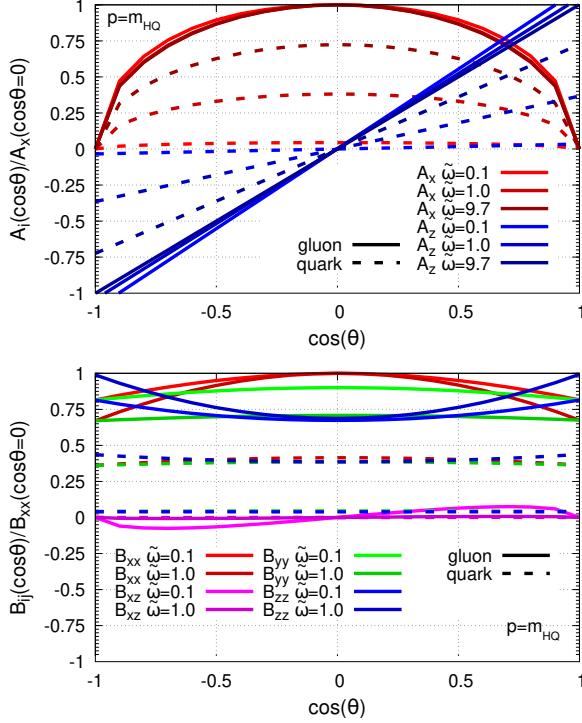 p=m_HQ
A_i(cosθ)/A_x(cosθ=0)
1
0.75
0.5
0.25
0
-0.25
-0.5
-0.75
-1
A_x ω̃=0.1
A_x ω̃=1.0
A_x ω̃=9.7
A_z ω̃=0.1
A_z ω̃=1.0
A_z ω̃=9.7
gluon
quark
-1 -0.5 0 0.5 1
cos(θ)
B_ij(cosθ)/B_xx(cosθ=0)
1
0.75
0.5
0.25
0
-0.25
-0.5
-0.75
-1
B_xx ω̃=0.1 B_yy ω̃=0.1 gluon
B_xx ω̃=1.0 B_yy ω̃=1.0 quark
B_xz ω̃=0.1 B_zz ω̃=0.1
B_xz ω̃=1.0 B_zz ω̃=1.0
p=m_HQ
-1 -0.5 0 0.5 1
cos(θ)